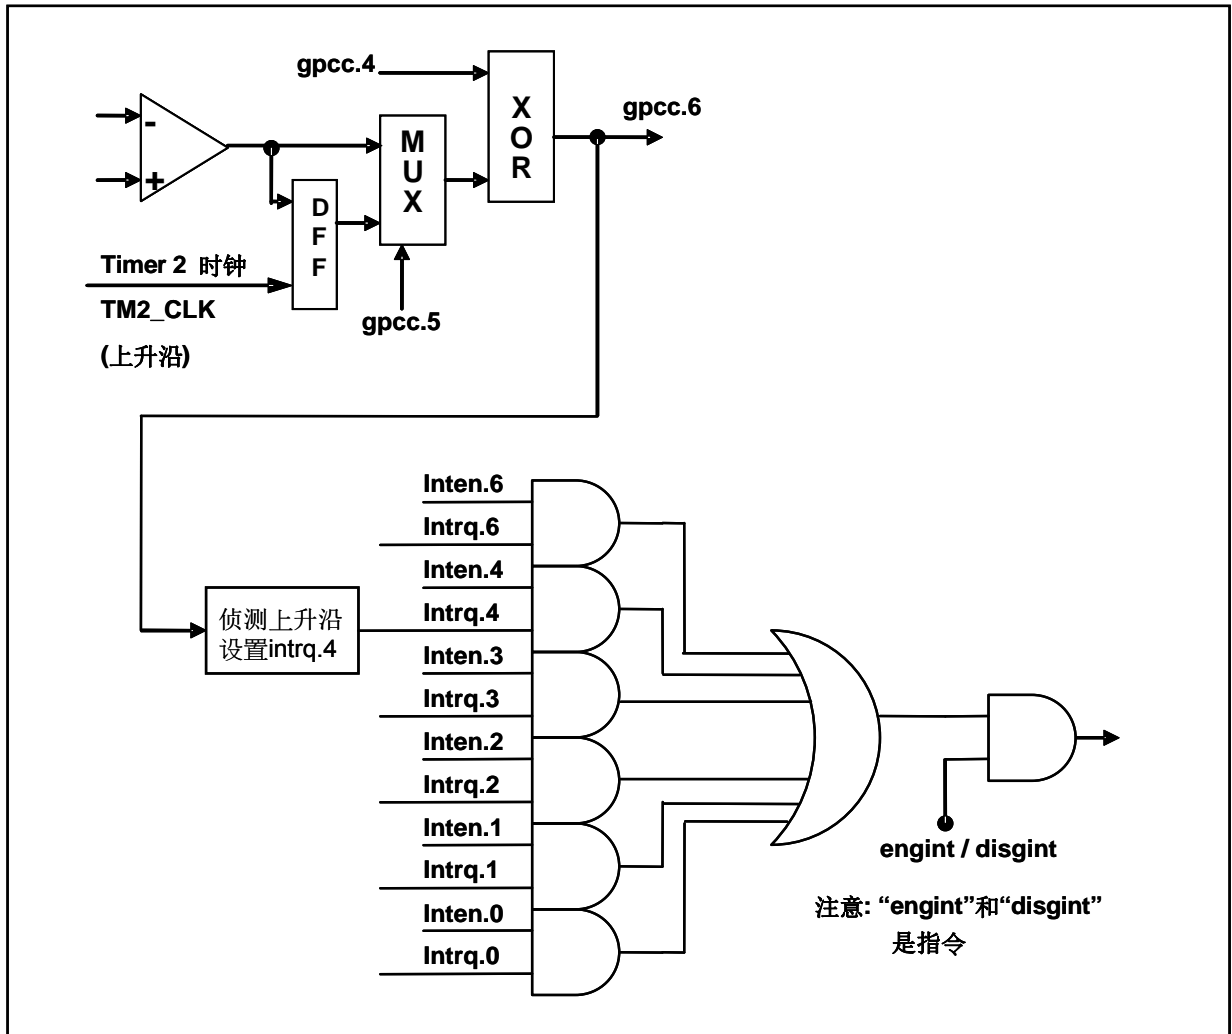 gpcc.4
X
O
R
gpcc.6
-
+
M
U
X
D
F
F
Timer 2 时钟
TM2_CLK
(上升沿)
gpcc.5
Inten.6
Intrq.6
Inten.4
Intrq.4
侦测上升沿
设置intrq.4
Inten.3
Intrq.3
Inten.2
Intrq.2
Inten.1
Intrq.1
Inten.0
Intrq.0
engint / disgint
注意: “engint”和“disgint”
是指令